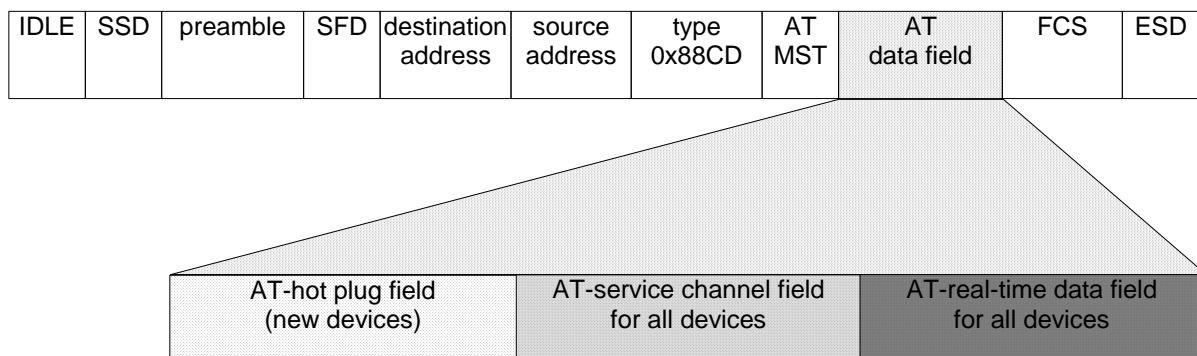 IDLE
SSD
preamble
SFD
destination
address
source
address
type
0x88CD
AT
MST
AT
data field
FCS
ESD
AT-hot plug field
(new devices)
AT-service channel field
for all devices
AT-real-time data field
for all devices